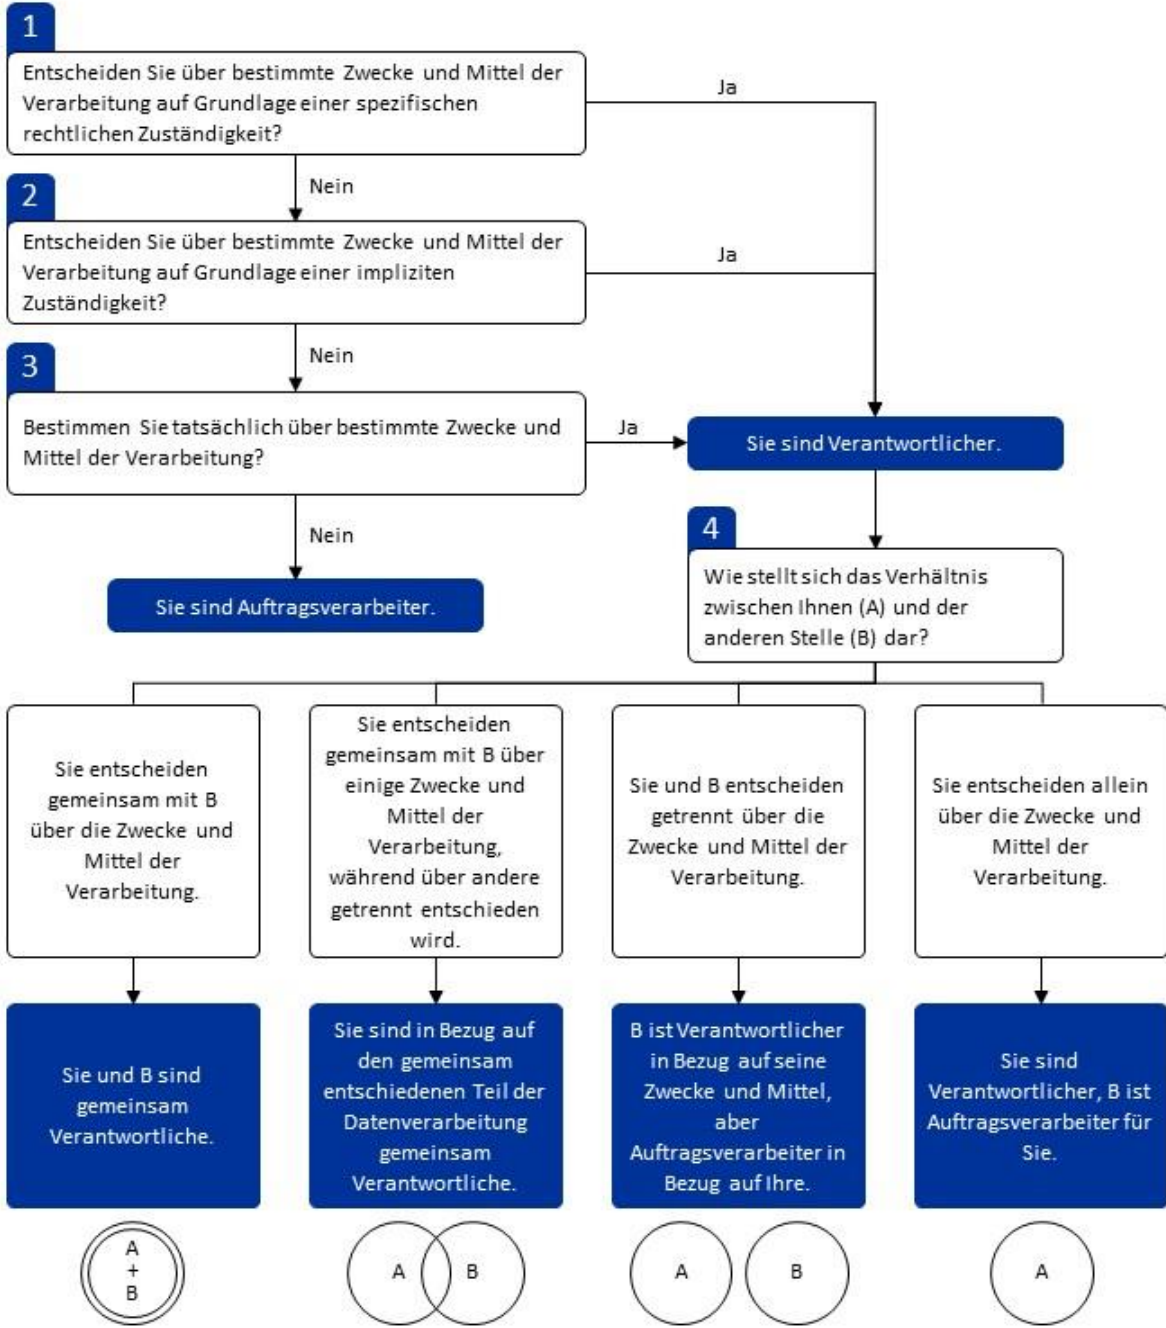 1
Entscheiden Sie über bestimmte Zwecke und Mittel der
Verarbeitung auf Grundlage einer spezifischen
rechtlichen Zuständigkeit?
Ja
Nein
2
Entscheiden Sie über bestimmte Zwecke und Mittel der
Verarbeitung auf Grundlage einer impliziten
Zuständigkeit?
Ja
Nein
3
Bestimmen Sie tatsächlich über bestimmte Zwecke und
Mittel der Verarbeitung?
Ja
Sie sind Verantwortlicher.
Nein
Sie sind Auftragsverarbeiter.
4
Wie stellt sich das Verhältnis
zwischen Ihnen (A) und der
anderen Stelle (B) dar?
Sie entscheiden
gemeinsam mit B
über die Zwecke und
Mittel der
Verarbeitung.
Sie entscheiden
gemeinsam mit B über
einige Zwecke und
Mittel der
Verarbeitung,
während über andere
getrennt entschieden
wird.
Sie und B entscheiden
getrennt über die
Zwecke und Mittel der
Verarbeitung.
Sie entscheiden allein
über die Zwecke und
Mittel der
Verarbeitung.
Sie und B sind
gemeinsam
Verantwortliche.
Sie sind in Bezug auf
den gemeinsam
entschiedenen Teil der
Datenverarbeitung
gemeinsam
Verantwortliche.
B ist Verantwortlicher
in Bezug auf seine
Zwecke und Mittel,
aber
Auftragsverarbeiter in
Bezug auf Ihre.
Sie sind
Verantwortlicher, B ist
Auftragsverarbeiter für
Sie.
A
+
B
A B
A B
A